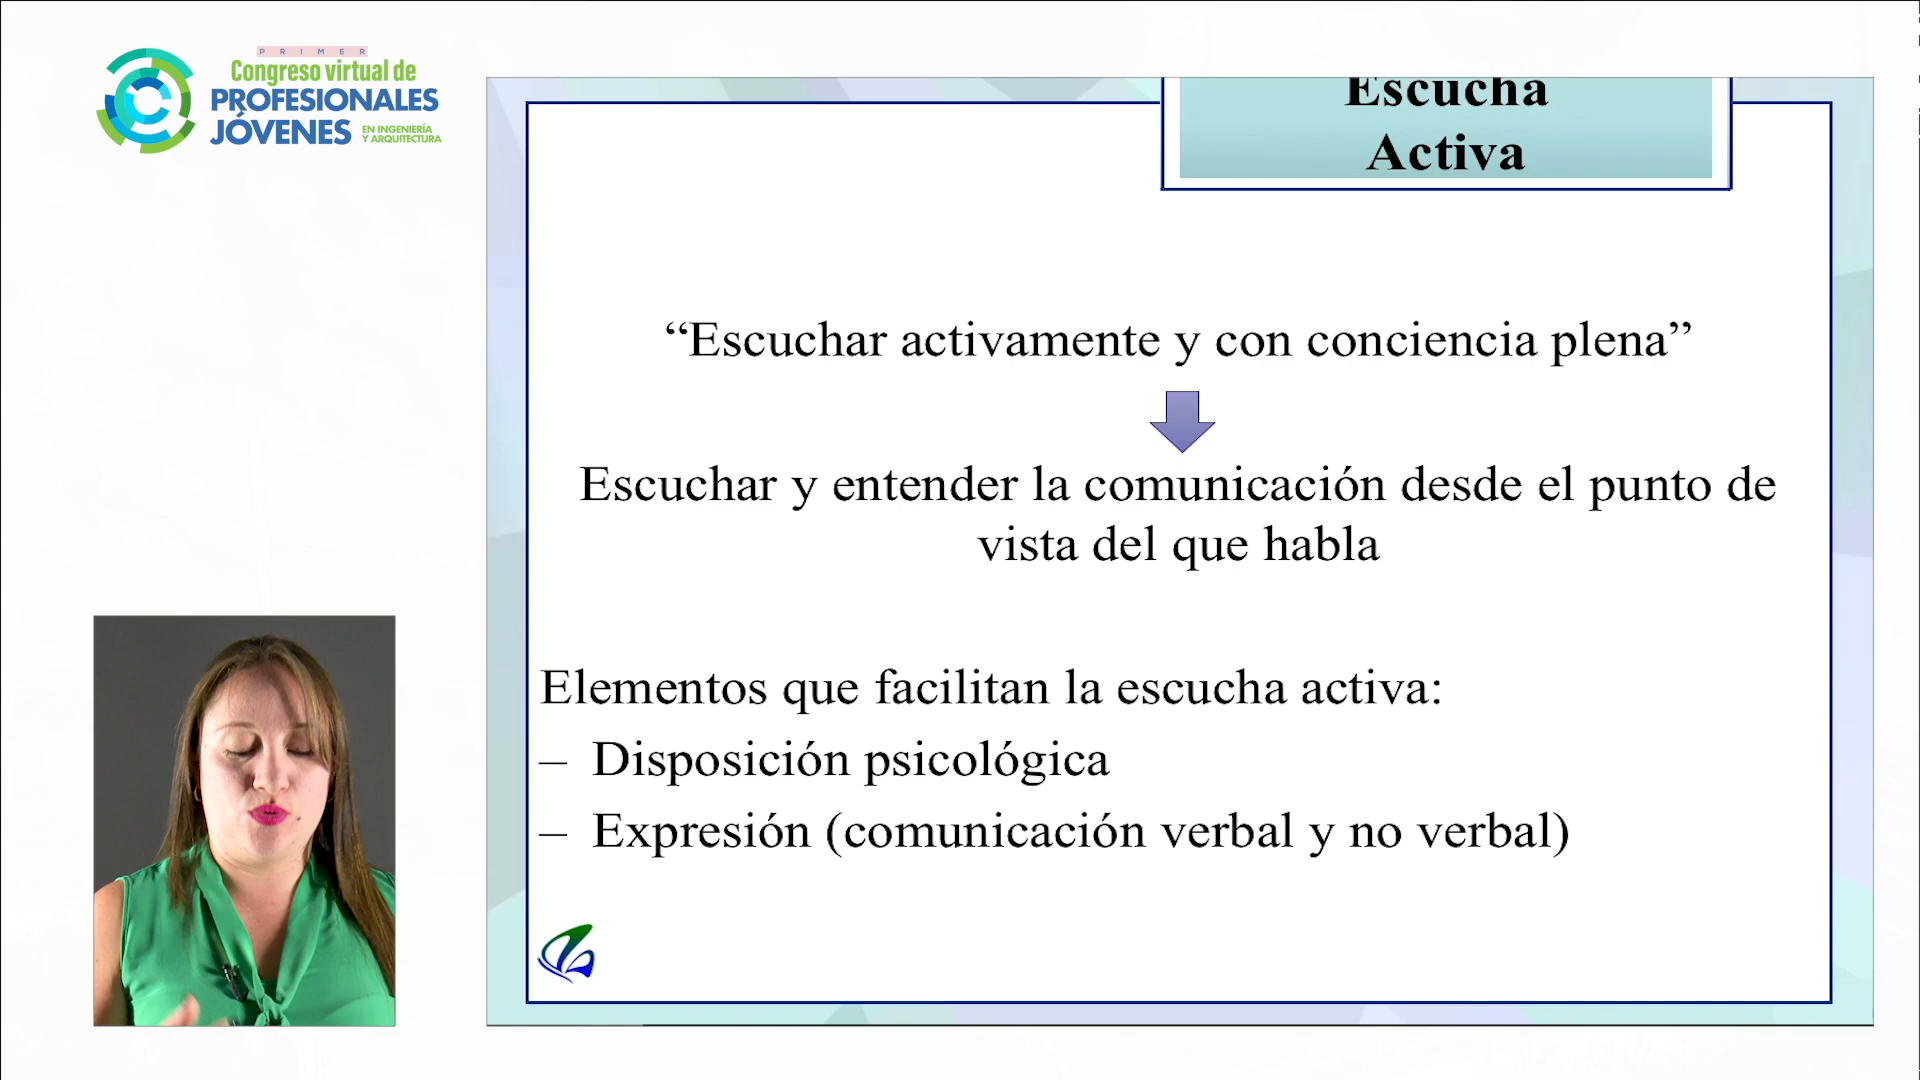 PRIMER
Congreso virtual de
PROFESIONALES
JÓVENES EN INGENIERÍA
Y ARQUITECTURA
Escucha
Activa
“Escuchar activamente y con conciencia plena”
Escuchar y entender la comunicación desde el punto de
vista del que habla
Elementos que facilitan la escucha activa:
– Disposición psicológica
– Expresión (comunicación verbal y no verbal)